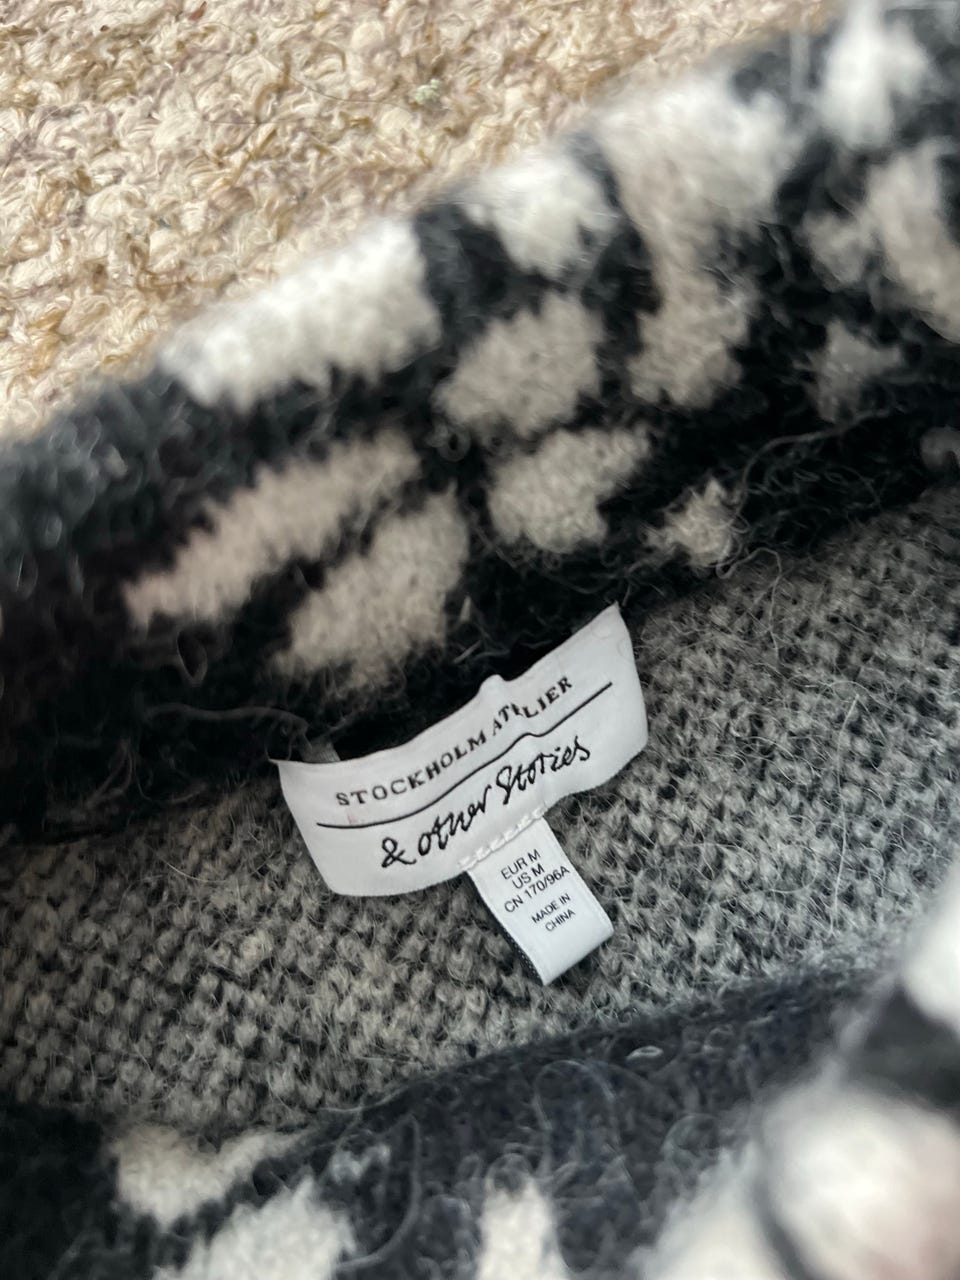 STOCKHOLM ATELIER
& other Stories
EUR M
US M
CN 170/96A
MADE IN
CHINA